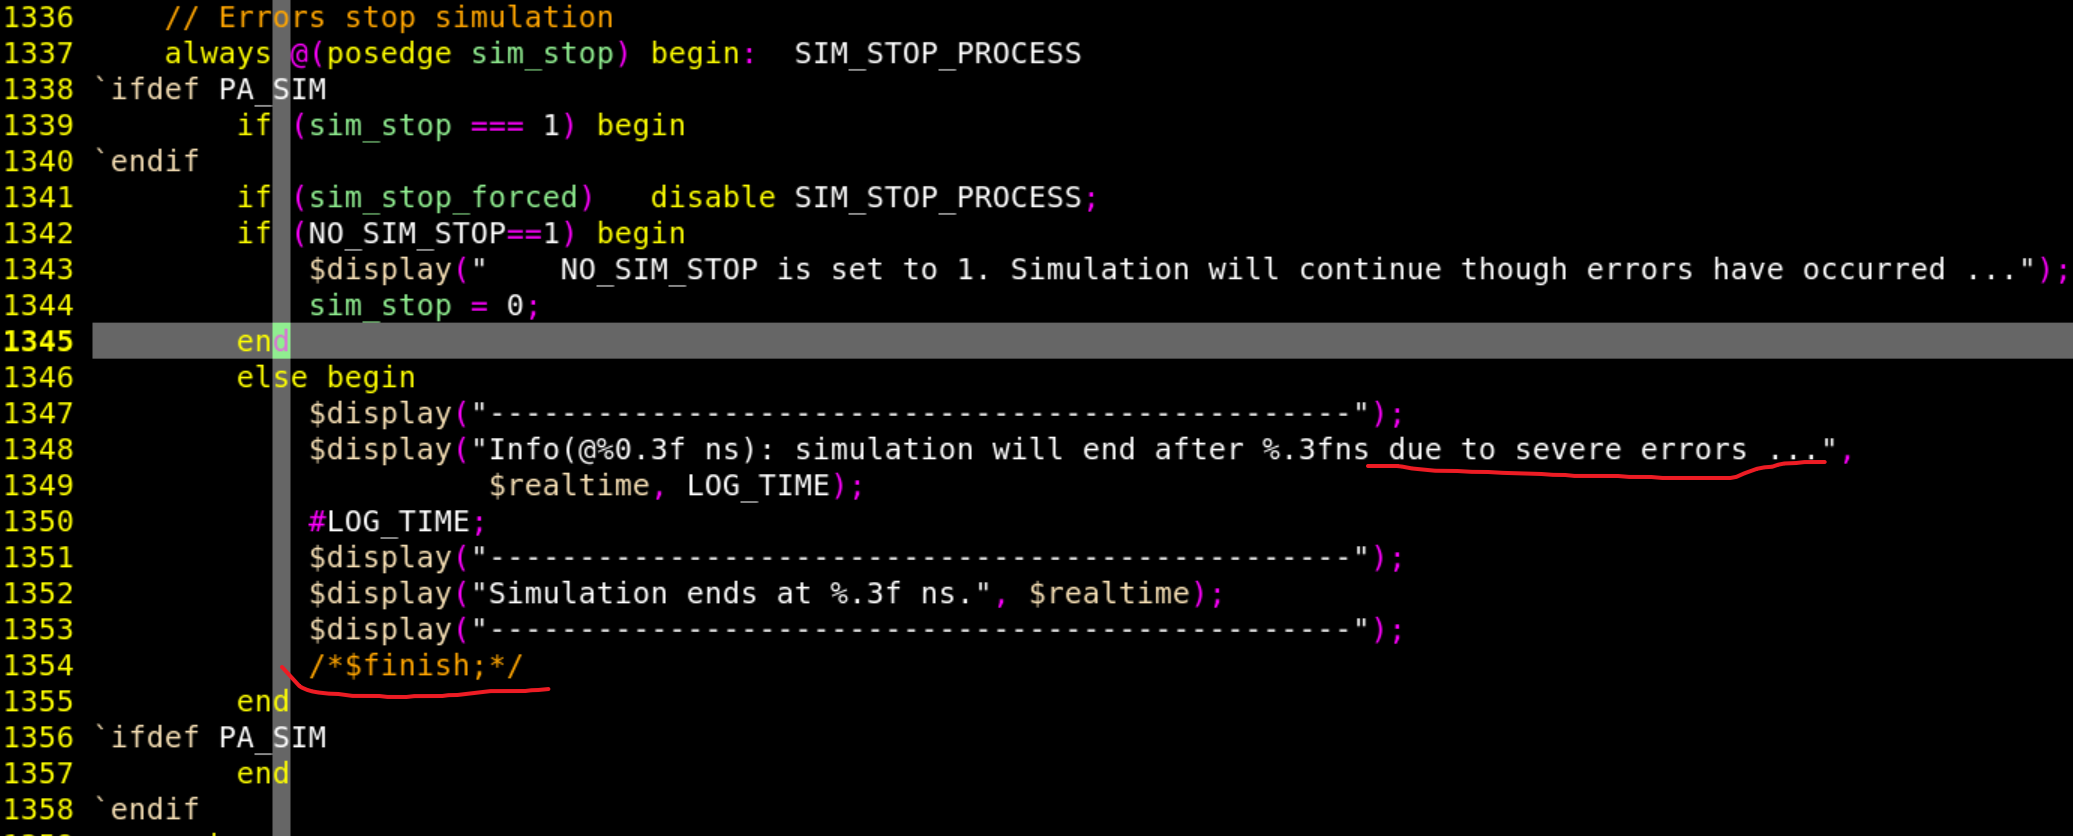 1336     // Errors stop simulation
1337     always @(posedge sim_stop) begin:  SIM_STOP_PROCESS
1338 `ifdef PA_SIM
1339         if (sim_stop === 1) begin
1340 `endif
1341         if (sim_stop_forced)   disable SIM_STOP_PROCESS;
1342         if (NO_SIM_STOP==1) begin
1343             $display("    NO_SIM_STOP is set to 1. Simulation will continue though errors have occurred ...");
1344             sim_stop = 0;
1345         end
1346         else begin
1347             $display("------------------------------------------------");
1348             $display("Info(@%0.3f ns): simulation will end after %.3fns due to severe errors ...",
1349                       $realtime, LOG_TIME);
1350             #LOG_TIME;
1351             $display("------------------------------------------------");
1352             $display("Simulation ends at %.3f ns.", $realtime);
1353             $display("------------------------------------------------");
1354             /*$finish;*/
1355         end
1356 `ifdef PA_SIM
1357         end
1358 `endif